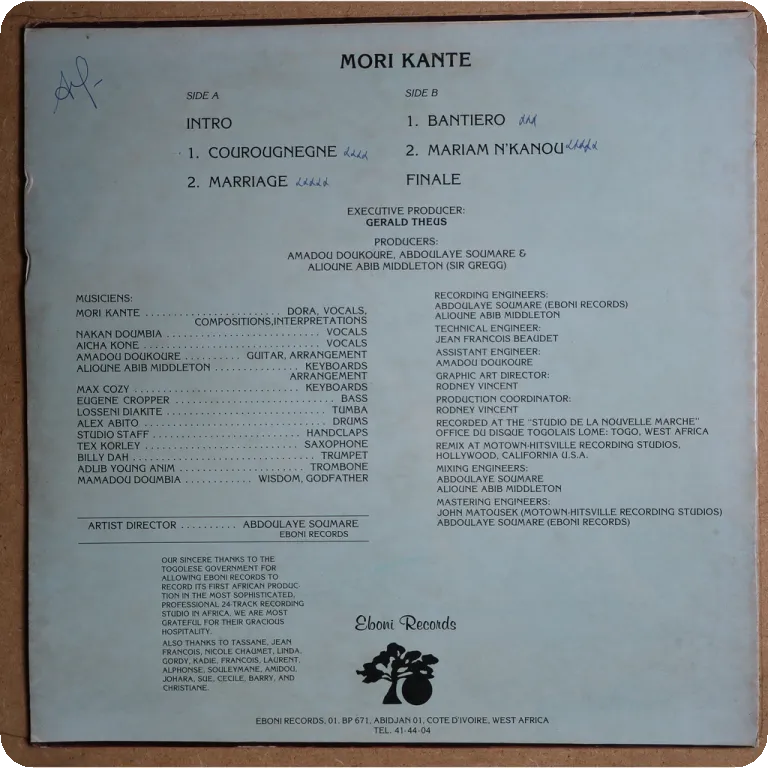 MORI KANTE
SIDE A
INTRO
1. COUROUGNEGNE
2. MARRIAGE
SIDE B
1. BANTIERO
2. MARIAM N'KANOU
FINALE
EXECUTIVE PRODUCER:
GERALD THEUS
PRODUCERS:
AMADOU DOUKOURE, ABDOULAYE SOUMARE &
ALIOUNE ABIB MIDDLETON (SIR GREGG)
MUSICIENS:
MORI KANTE ....................... DORA, VOCALS,
COMPOSITIONS,INTERPRETATIONS
NAKAN DOUMBIA .......................... VOCALS
AICHA KONE .............................. VOCALS
AMADOU DOUKOURE .......... GUITAR, ARRANGEMENT
ALIOUNE ABIB MIDDLETON .............. KEYBOARDS
ARRANGEMENT
MAX COZY ............................ KEYBOARDS
EUGENE CROPPER ......................... BASS
LOSSENI DIAKITE ......................... TUMBA
ALEX ABITO .............................. DRUMS
STUDIO STAFF ........................ HANDCLAPS
TEX KORLEY .......................... SAXOPHONE
BILLY DAH ............................. TRUMPET
ADLIB YOUNG ANIM ..................... TROMBONE
MAMADOU DOUMBIA ........... WISDOM, GODFATHER
ARTIST DIRECTOR .......... ABDOULAYE SOUMARE
EBONI RECORDS
RECORDING ENGINEERS:
ABDOULAYE SOUMARE (EBONI RECORDS)
ALIOUNE ABIB MIDDLETON
TECHNICAL ENGINEER:
JEAN FRANCOIS BEAUDET
ASSISTANT ENGINEER:
AMADOU DOUKOURE
GRAPHIC ART DIRECTOR:
RODNEY VINCENT
PRODUCTION COORDINATOR:
RODNEY VINCENT
RECORDED AT THE "STUDIO DE LA NOUVELLE MARCHE"
OFFICE DU DISQUE TOGOLAIS LOME: TOGO, WEST AFRICA
REMIX AT MOTOWN-HITSVILLE RECORDING STUDIOS,
HOLLYWOOD, CALIFORNIA U.S.A.
MIXING ENGINEERS:
ABDOULAYE SOUMARE
ALIOUNE ABIB MIDDLETON
MASTERING ENGINEERS:
JOHN MATOUSEK (MOTOWN-HITSVILLE RECORDING STUDIOS)
ABDOULAYE SOUMARE (EBONI RECORDS)
OUR SINCERE THANKS TO THE
TOGOLESE GOVERNMENT FOR
ALLOWING EBONI RECORDS TO
RECORD ITS FIRST AFRICAN PRODUC-
TION IN THE MOST SOPHISTICATED,
PROFESSIONAL 24-TRACK RECORDING
STUDIO IN AFRICA. WE ARE MOST
GRATEFUL FOR THEIR GRACIOUS
HOSPITALITY.
ALSO THANKS TO TASSANE, JEAN
FRANCOIS, NICOLE CHAUMET, LINDA,
GORDY, KADIE, FRANCOIS, LAURENT,
ALPHONSE, SOULEYMANE, AMIDOU,
JOHARA, SUE, CECILE, BARRY, AND
CHRISTIANE.
Eboni Records
EBONI RECORDS, 01. BP 671, ABIDJAN 01, COTE D'IVOIRE, WEST AFRICA
TEL. 41-44-04